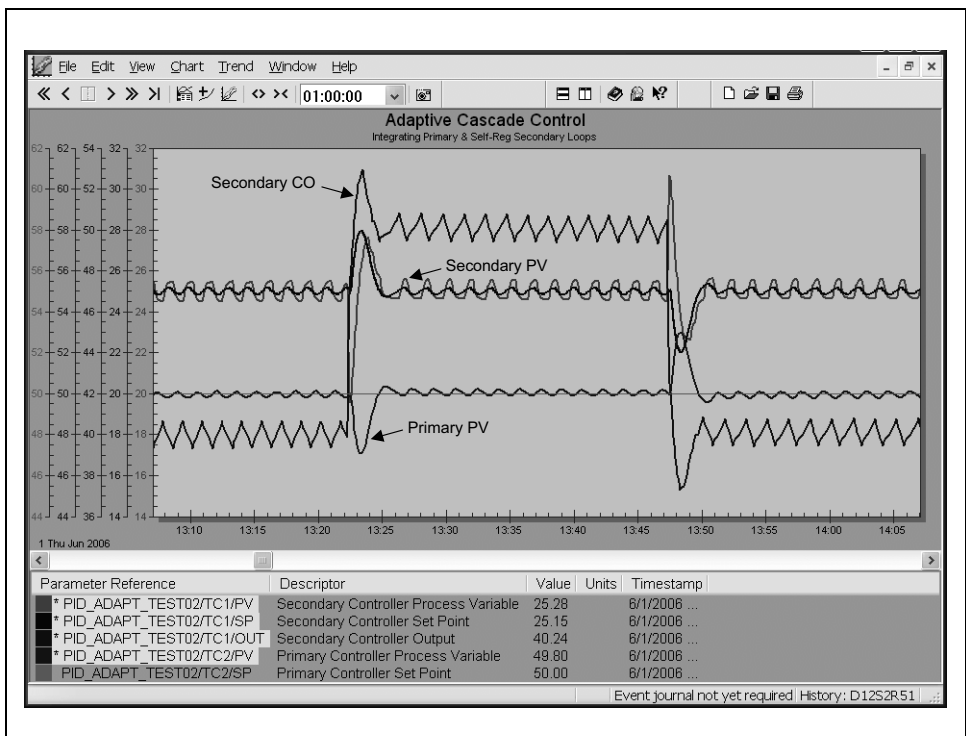 File Edit View Chart Trend Window Help
01:00:00
Adaptive Cascade Control
Integrating Primary & Self-Reg Secondary Loops
62 62 54 32 32
60 60 52 30 30
58 58 50 28 28
56 56 48 26 26
54 54 46 24 24
52 52 44 22 22
50 50 42 20 20
48 48 40 18 18
46 46 38 16 16
44 44 36 14 14
Secondary CO
Secondary PV
Primary PV
13:10 13:15 13:20 13:25 13:30 13:35 13:40 13:45 13:50 13:55 14:00 14:05
1 Thu Jun 2006
Parameter Reference Descriptor Value Units Timestamp
* PID_ADAPT_TEST02/TC1/PV Secondary Controller Process Variable 25.28 6/1/2006 ...
* PID_ADAPT_TEST02/TC1/SP Secondary Controller Set Point 25.15 6/1/2006 ...
* PID_ADAPT_TEST02/TC1/OUT Secondary Controller Output 40.24 6/1/2006 ...
* PID_ADAPT_TEST02/TC2/PV Primary Controller Process Variable 49.80 6/1/2006 ...
PID_ADAPT_TEST02/TC2/SP Primary Controller Set Point 50.00 6/1/2006 ...
Event journal not yet required History: D12S2R51